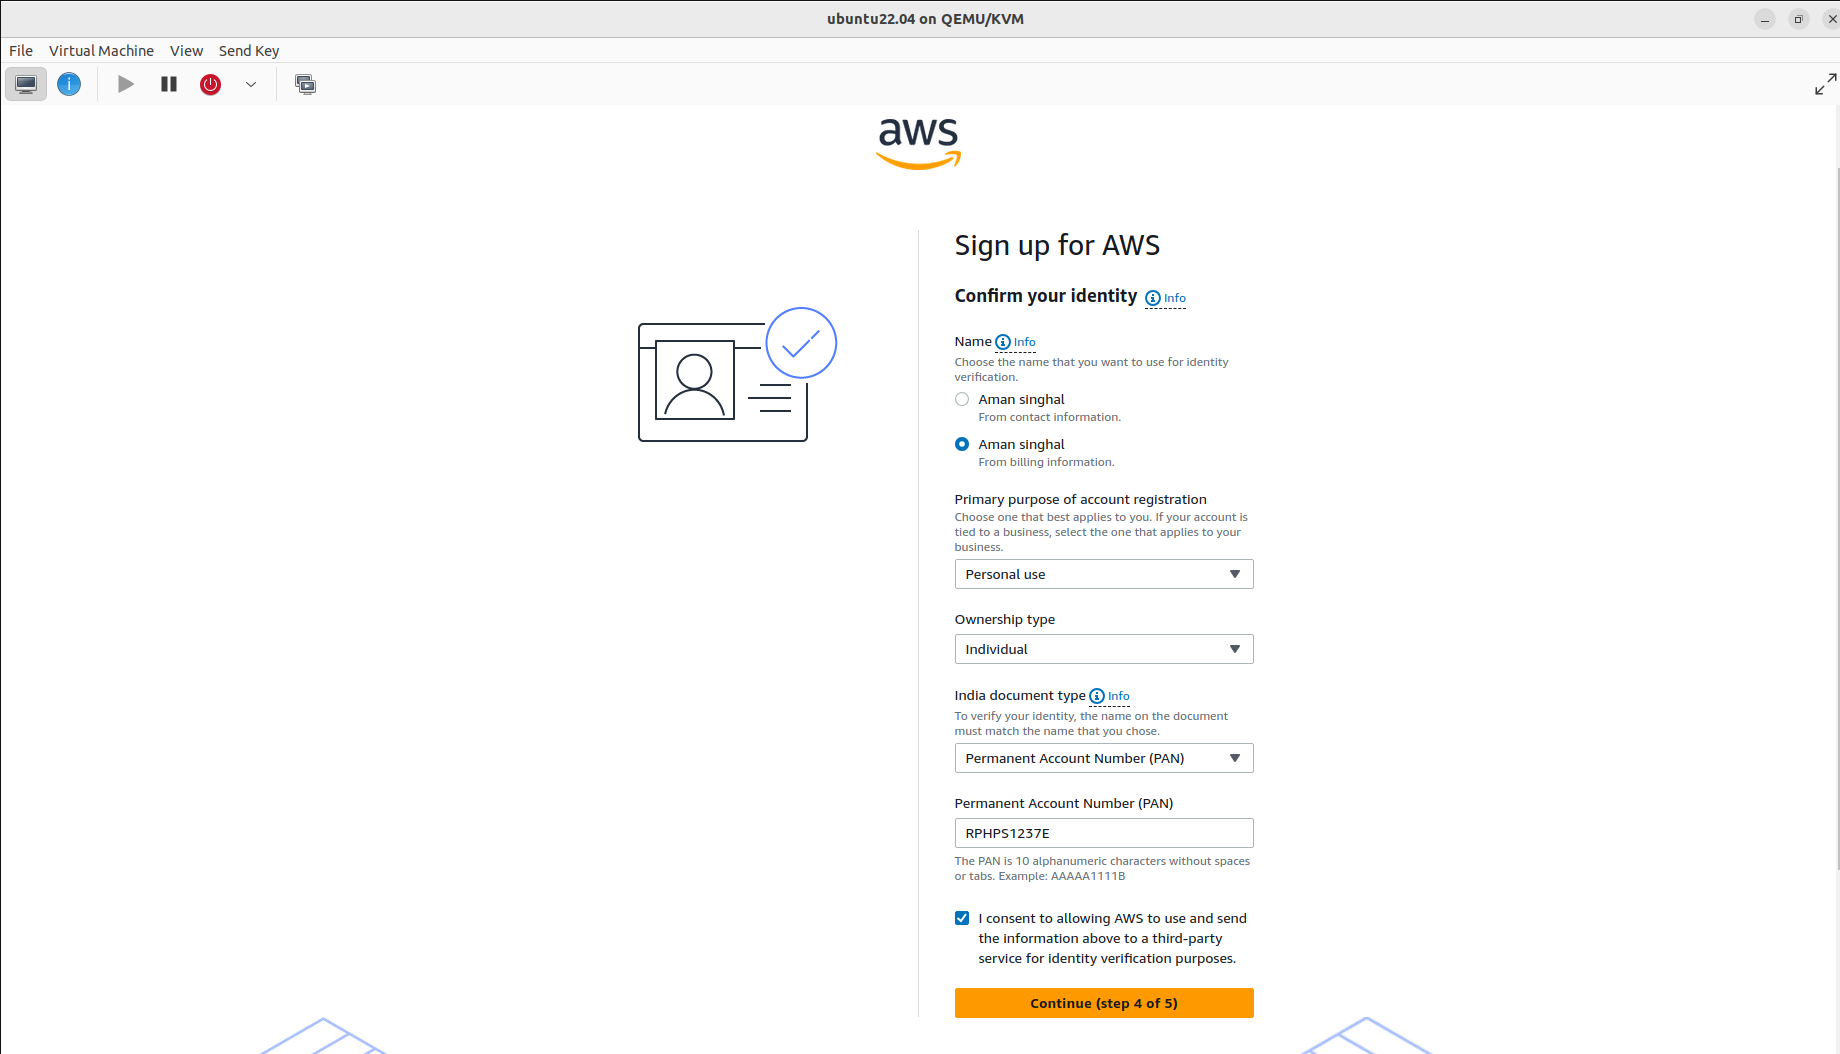 ubuntu22.04 on QEMU/KVM
File Virtual Machine View Send Key
aws
Sign up for AWS
Confirm your identity Info
Name Info
Choose the name that you want to use for identity
verification.
Aman singhal
From contact information.
Aman singhal
From billing information.
Primary purpose of account registration
Choose one that best applies to you. If your account is
tied to a business, select the one that applies to your
business.
Personal use
Ownership type
Individual
India document type Info
To verify your identity, the name on the document
must match the name that you chose.
Permanent Account Number (PAN)
Permanent Account Number (PAN)
RPHPS1237E
The PAN is 10 alphanumeric characters without spaces
or tabs. Example: AAAAA1111B
I consent to allowing AWS to use and send
the information above to a third-party
service for identity verification purposes.
Continue (step 4 of 5)